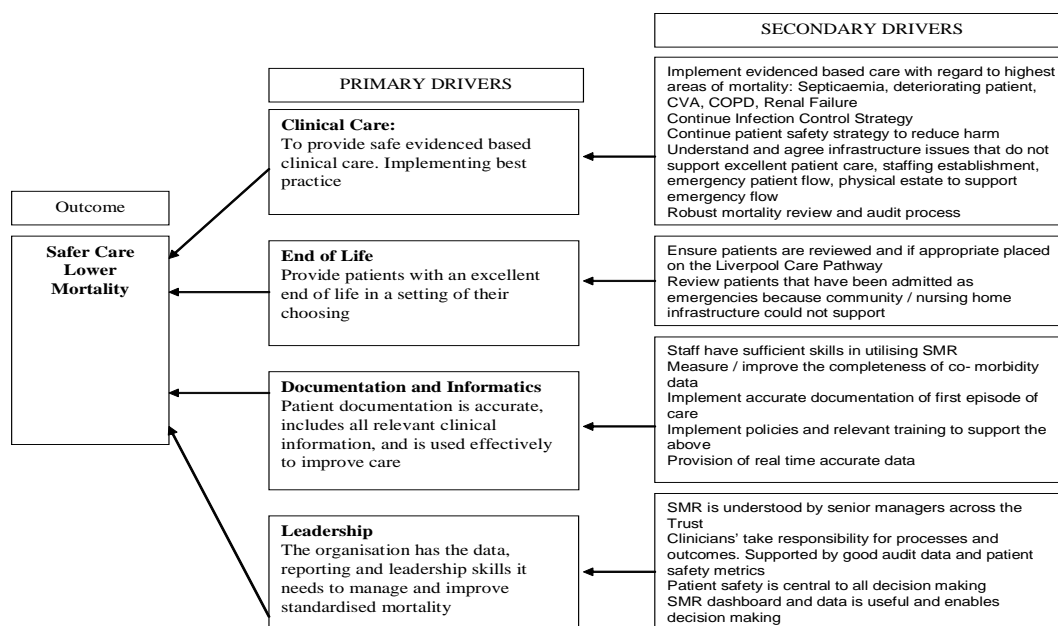 SECONDARY DRIVERS
PRIMARY DRIVERS
Outcome
Safer Care
Lower
Mortality
Clinical Care:
To provide safe evidenced based
clinical care. Implementing best
practice
Implement evidenced based care with regard to highest
areas of mortality: Septicaemia, deteriorating patient,
CVA, COPD, Renal Failure
Continue Infection Control Strategy
Continue patient safety strategy to reduce harm
Understand and agree infrastructure issues that do not
support excellent patient care, staffing establishment,
emergency patient flow, physical estate to support
emergency flow
Robust mortality review and audit process
End of Life
Provide patients with an excellent
end of life in a setting of their
choosing
Ensure patients are reviewed and if appropriate placed
on the Liverpool Care Pathway
Review patients that have been admitted as
emergencies because community / nursing home
infrastructure could not support
Documentation and Informatics
Patient documentation is accurate,
includes all relevant clinical
information, and is used effectively
to improve care
Staff have sufficient skills in utilising SMR
Measure / improve the completeness of co- morbidity
data
Implement accurate documentation of first episode of
care
Implement policies and relevant training to support the
above
Provision of real time accurate data
Leadership
The organisation has the data,
reporting and leadership skills it
needs to manage and improve
standardised mortality
SMR is understood by senior managers across the
Trust
Clinicians' take responsibility for processes and
outcomes. Supported by good audit data and patient
safety metrics
Patient safety is central to all decision making
SMR dashboard and data is useful and enables
decision making